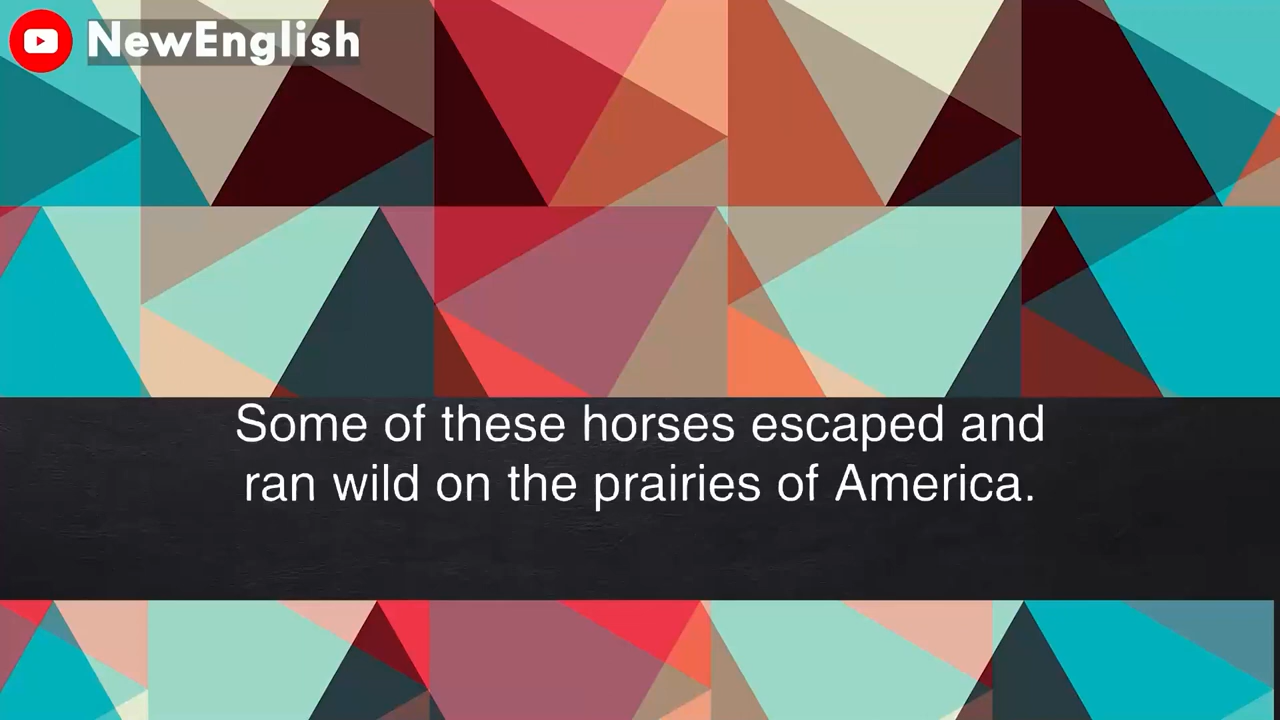 NewEnglish
Some of these horses escaped and
ran wild on the prairies of America.